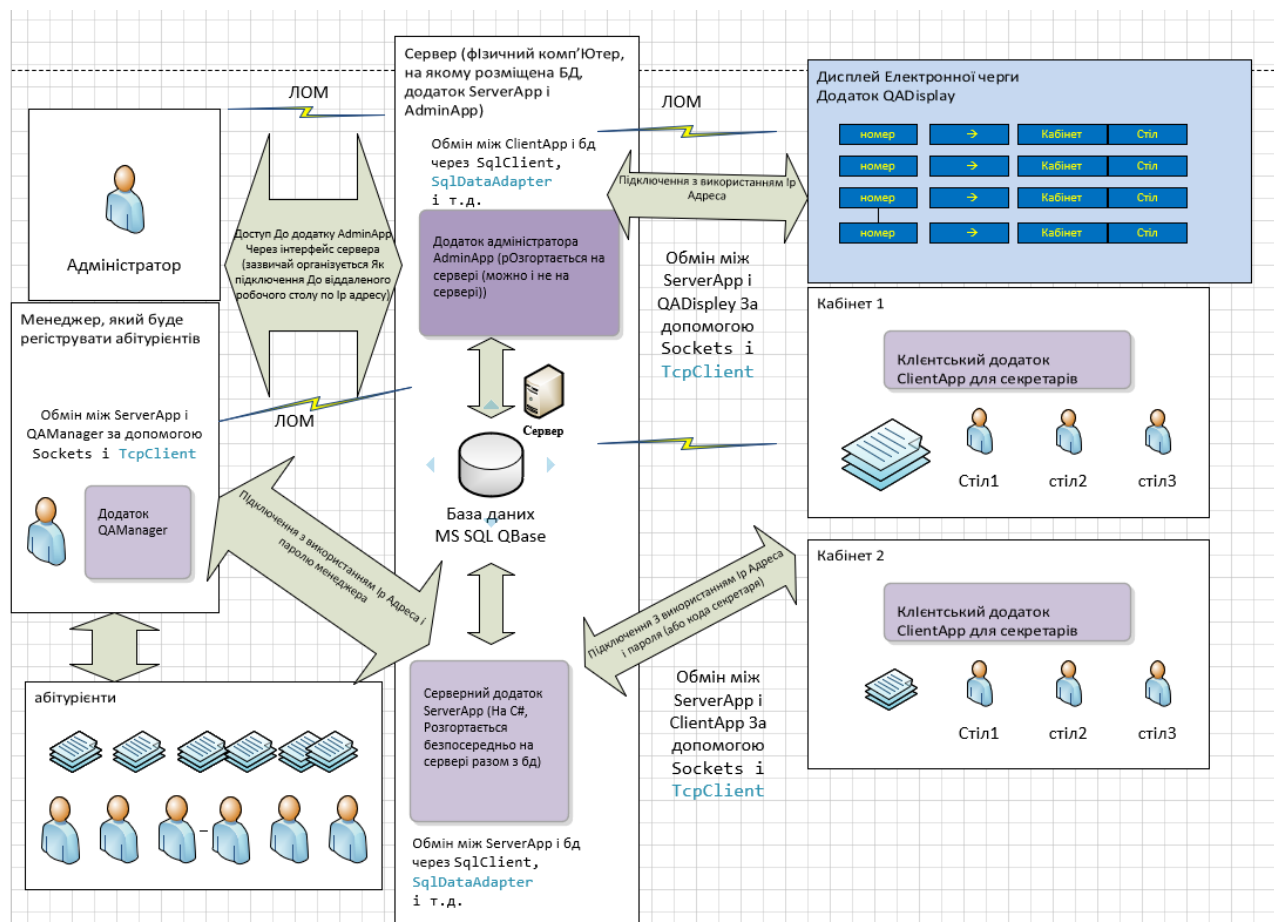 Сервер (фІзичний комп'Ютер,
на якому розміщена БД,
додаток ServerApp і
AdminApp)
ЛОМ
Обмін між ClientApp і бд
через SqlClient,
SqlDataAdapter
і т.д.
Додаток адміністратора
AdminApp (рОзгортається на
сервері (можно і не на
сервері))
Адміністратор
Доступ До додатку AdminApp
Через інтерфейс сервера
(зазвичай організується Як
підключення До віддаленого
робочого столу по Ір адресу)
ЛОМ
Підключення з використанням Ір
Адреса
Дисплей Електронної черги
Додаток QADisplay
номер → Кабінет Стіл
номер → Кабінет Стіл
номер → Кабінет Стіл
номер → Кабінет Стіл
Обмін між
ServerApp і
QADispley За
допомогою
Sockets і
TcpClient
Менеджер, який буде
регіструвати абітурієнтів
Обмін між ServerApp і
QAManager за допомогою
Sockets і TcpClient
Додаток
QAManager
ЛОМ
Сервер
База даних
MS SQL QBase
Підключення з використанням Ір Адреса і
паролю менеджера
Кабінет 1
КлІєнтський додаток
ClientApp для секретарів
Стіл1 стіл2 стіл3
Підключення З використанням Ір Адреса
і пароля (або кода секретаря)
Кабінет 2
КлІєнтський додаток
ClientApp для секретарів
Стіл1 стіл2 стіл3
абітурієнти
Серверний додаток
ServerApp (На C#,
Розгортається
безпосередньо на
сервері разом з бд)
Обмін між
ServerApp і
ClientApp За
допомогою
Sockets і
TcpClient
Обмін між ServerApp і бд
через SqlClient,
SqlDataAdapter
і т.д.